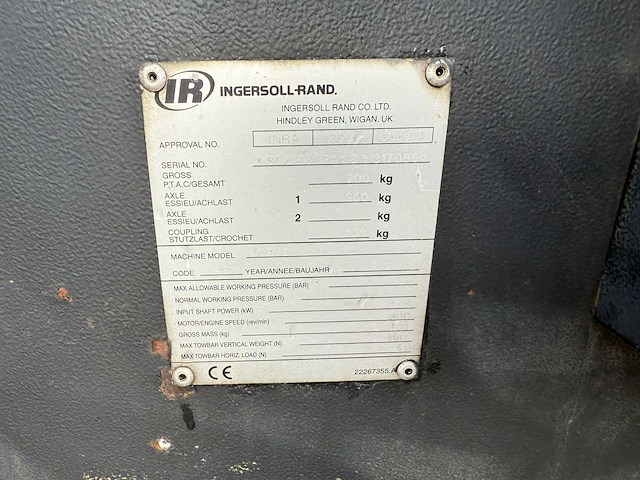 IR INGERSOLL-RAND.
INGERSOLL RAND CO. LTD.
HINDLEY GREEN, WIGAN. UK.
APPROVAL NO.
SERIAL NO.
GROSS
P.T.A.C/GESAMT kg
AXLE
ESSIEU/ACHLAST 1 kg
AXLE
ESSIEU/ACHLAST 2 kg
COUPLING
STUTZLAST/CROCHET kg
MACHINE MODEL
CODE YEAR/ANNEE/BAUJAHR
MAX ALLOWABLE WORKING PRESSURE (BAR)
NORMAL WORKING PRESSURE (BAR)
INPUT SHAFT POWER (kW)
MOTOR/ENGINE SPEED (rev/min)
GROSS MASS (kg)
MAX TOWBAR VERTICAL WEIGHT (N)
MAX TOWBAR HORIZ. LOAD (N)
CE 22267355:A